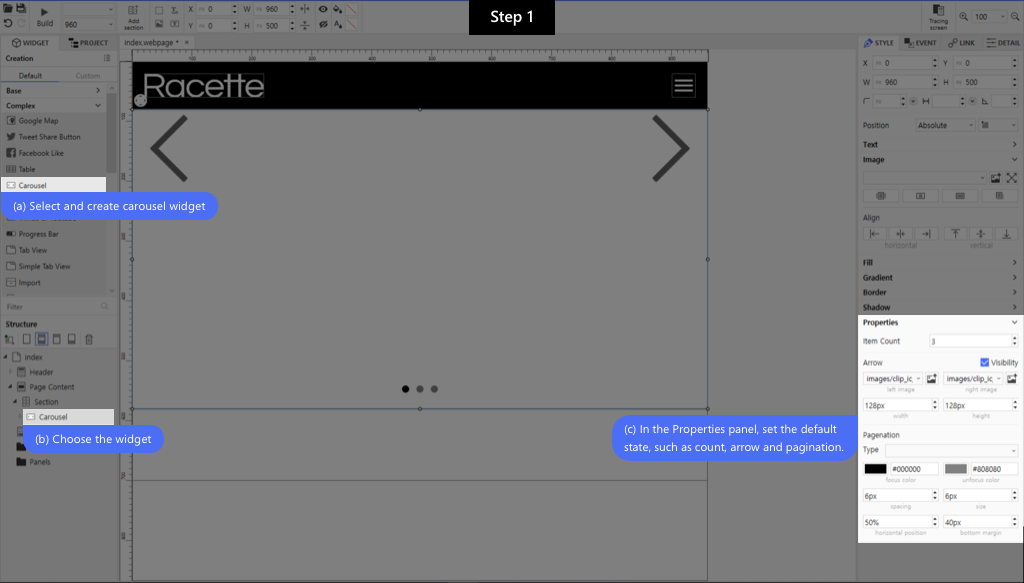 Step 1
Build
960
Add
section
X
0
W
960
Y
0
H
500
Tracing
screen
100
WIDGET
PROJECT
index.webpage *
STYLE
EVENT
LINK
DETAIL
Creation
Default
Custom
Base
Complex
Google Map
Tweet Share Button
Facebook Like
Table
Carousel
(a) Select and create carousel widget
Progress Bar
Tab View
Simple Tab View
Import
Filter
Structure
Index
Header
Page Content
Section
Carousel
(b) Choose the widget
Panels
Racette
X
0
Y
0
W
960
H
500
Position
Absolute
Text
Image
Align
horizontal
vertical
Fill
Gradient
Border
Shadow
Properties
Item Count
3
Arrow
Visibility
images/clip_ic
images/clip_ic
left image
right image
128px
128px
width
height
(c) In the Properties panel, set the default
state, such as count, arrow and pagination.
Pagenation
Type
#000000
#808080
focus color
unfocus color
6px
6px
spacing
size
50%
40px
horizontal position
bottom margin